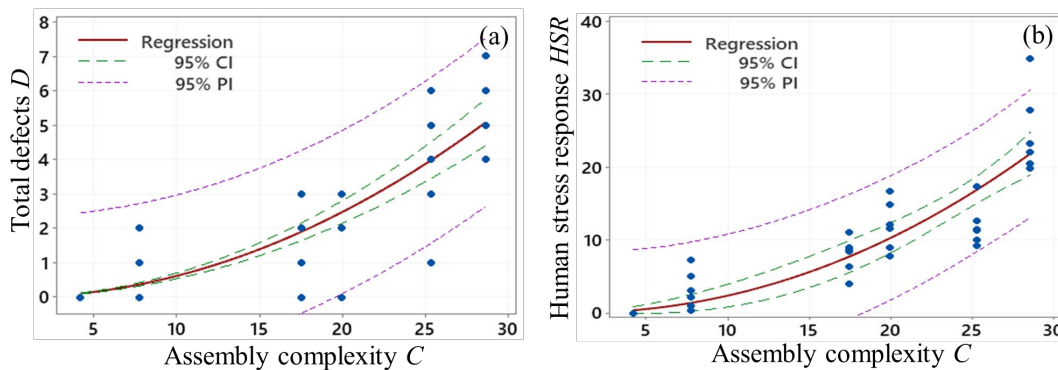 (a)
Regression
95% CI
95% PI
Total defects D
8
7
6
5
4
3
2
1
0
5 10 15 20 25 30
Assembly complexity C
(b)
Regression
95% CI
95% PI
Human stress response HSR
40
30
20
10
0
5 10 15 20 25 30
Assembly complexity C